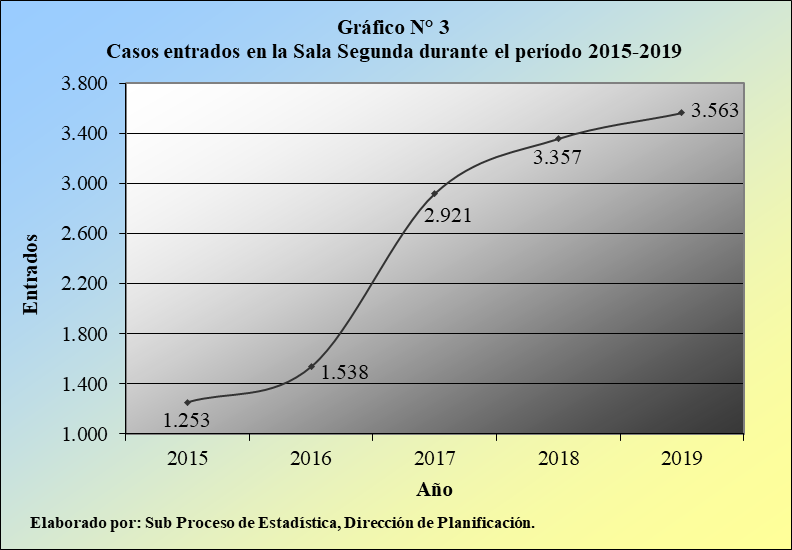 Gráfico N° 3
Casos entrados en la Sala Segunda durante el período 2015-2019
3.800
3.400
3.000
2.600
2.200
1.800
1.400
1.000
Entrados
1.253
1.538
2.921
3.357
3.563
2015 2016 2017 2018 2019
Año
Elaborado por: Sub Proceso de Estadística, Dirección de Planificación.